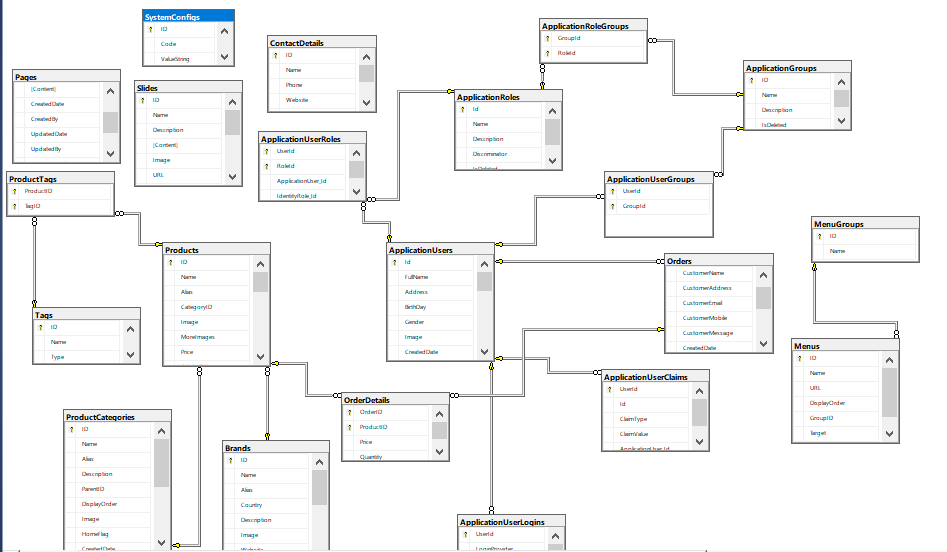 SystemConfigs
ID
Code
ValueString
ContactDetails
ID
Name
Phone
Website
ApplicationRoleGroups
GroupId
RoleId
Pages
[Content]
CreatedDate
CreatedBy
UpdatedDate
UpdatedBy
Slides
ID
Name
Description
[Content]
Image
URL
ApplicationRoles
Id
Name
Description
Discriminator
IsDeleted
ApplicationGroups
ID
Name
Description
IsDeleted
ApplicationUserRoles
UserId
RoleId
ApplicationUser_Id
IdentityRole_Id
ProductTags
ProductID
TagID
ApplicationUserGroups
UserId
GroupId
MenuGroups
ID
Name
Products
ID
Name
Alias
CategoryID
Image
MoreImages
Price
ApplicationUsers
Id
FullName
Address
BirthDay
Gender
Image
CreatedDate
Orders
CustomerName
CustomerAddress
CustomerEmail
CustomerMobile
CustomerMessage
CreatedDate
Tags
ID
Name
Type
Menus
ID
Name
URL
DisplayOrder
GroupID
Target
ApplicationUserClaims
UserId
Id
ClaimType
ClaimValue
ApplicationUser_Id
OrderDetails
OrderID
ProductID
Price
Quantity
ProductCategories
ID
Name
Alias
Description
ParentID
DisplayOrder
Image
HomeFlag
CreatedDate
Brands
ID
Name
Alias
Country
Description
Image
Website
ApplicationUserLogins
UserId
LoginProvider